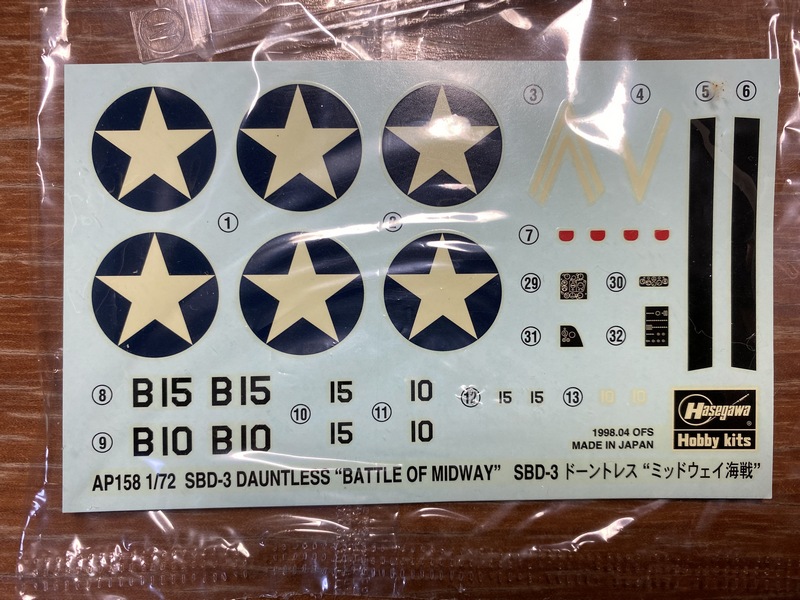 11
3 4 5 6
1 2
7
29 30
31 32
8 B15 B15 15 10 12 15 15 13 10 10
10 11
9 B10 B10 15 10
Hasegawa®
Hobby kits
1998.04 OFS
MADE IN JAPAN
AP158 1/72 SBD-3 DAUNTLESS “BATTLE OF MIDWAY” SBD-3 ドーントレス “ミッドウェイ海戦”